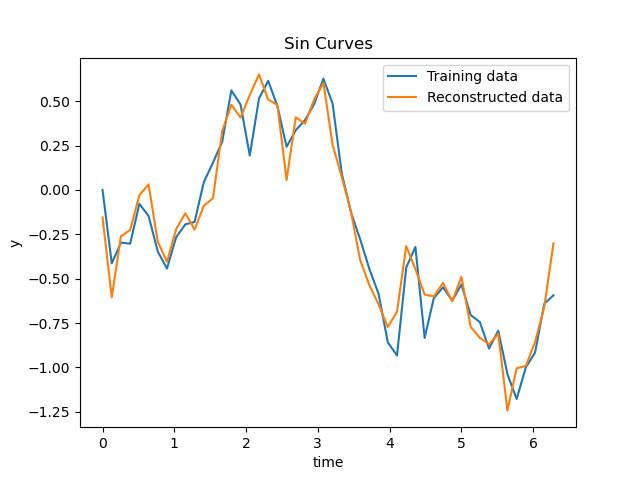 Sin Curves
Training data
Reconstructed data
0.50
0.25
0.00
−0.25
−0.50
−0.75
−1.00
−1.25
y
0 1 2 3 4 5 6
time